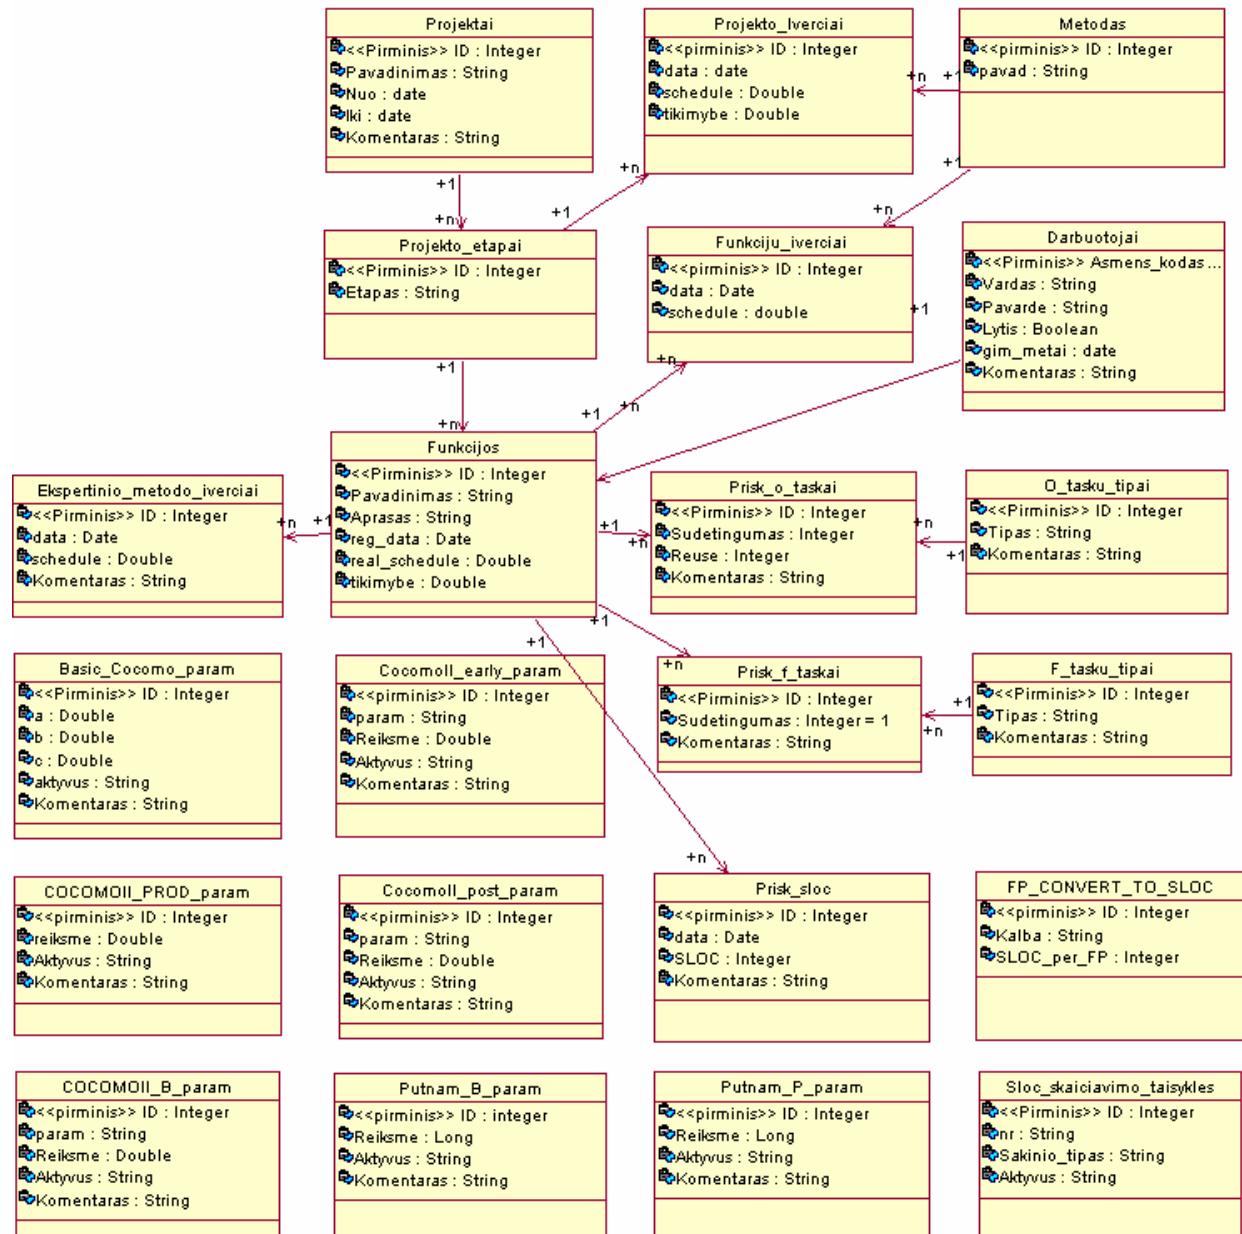 Projektai
<<Pirminis>> ID : Integer
Pavadinimas : String
Nuo : date
Iki : date
Komentaras : String
Projekto_Iverciai
<<pirminis>> ID : Integer
data : date
schedule : Double
tikimybe : Double
Metodas
<<pirminis>> ID : Integer
pavad : String
+n
+1
+1
+n
+1
+n
+1
+n
Projekto_etapai
<<Pirminis>> ID : Integer
Etapas : String
Funkciju_iverciai
<<pirminis>> ID : Integer
data : Date
schedule : double
Darbuotojai
<<Pirminis>> Asmens_kodas...
Vardas : String
Pavarde : String
Lytis : Boolean
gim_metai : date
Komentaras : String
+1
+1
+n
+n
+1
+n
Funkcijos
<<Pirminis>> ID : Integer
Pavadinimas : String
Aprasas : String
reg_data : Date
real_schedule : Double
tikimybe : Double
Ekspertinio_metodo_iverciai
<<Pirminis>> ID : Integer
data : Date
schedule : Double
Komentaras : String
+n
+1
Prisk_o_taskai
<<Pirminis>> ID : Integer
Sudetingumas : Integer
Reuse : Integer
Komentaras : String
+1
+n
O_tasku_tipai
<<Pirminis>> ID : Integer
Tipas : String
Komentaras : String
+n
+1
+1
+n
+1
+n
Basic_Cocomo_param
<<Pirminis>> ID : Integer
a : Double
b : Double
c : Double
aktyvus : String
Komentaras : String
CocomoII_early_param
<<pirminis>> ID : Integer
param : String
Reiksme : Double
Aktyvus : String
Komentaras : String
Prisk_f_taskai
<<Pirminis>> ID : Integer
Sudetingumas : Integer = 1
Komentaras : String
F_tasku_tipai
<<Pirminis>> ID : Integer
Tipas : String
Komentaras : String
+1
+n
COCOMOII_PROD_param
<<pirminis>> ID : Integer
reiksme : Double
Aktyvus : String
Komentaras : String
CocomoII_post_param
<<pirminis>> ID : Integer
param : String
Reiksme : Double
Aktyvus : String
Komentaras : String
Prisk_sloc
<<pirminis>> ID : Integer
data : Date
SLOC : Integer
Komentaras : String
FP_CONVERT_TO_SLOC
<<pirminis>> ID : Integer
Kalba : String
SLOC_per_FP : Integer
COCOMOII_B_param
<<pirminis>> ID : Integer
param : String
Reiksme : Double
Aktyvus : String
Komentaras : String
Putnam_B_param
<<pirminis>> ID : integer
Reiksme : Long
Aktyvus : String
Komentaras : String
Putnam_P_param
<<pirminis>> ID : Integer
Reiksme : Long
Aktyvus : String
Komentaras : String
Sloc_skaiciavimo_taisykles
<<Pirminis>> ID : Integer
nr : String
Sakinio_tipas : String
Aktyvus : String